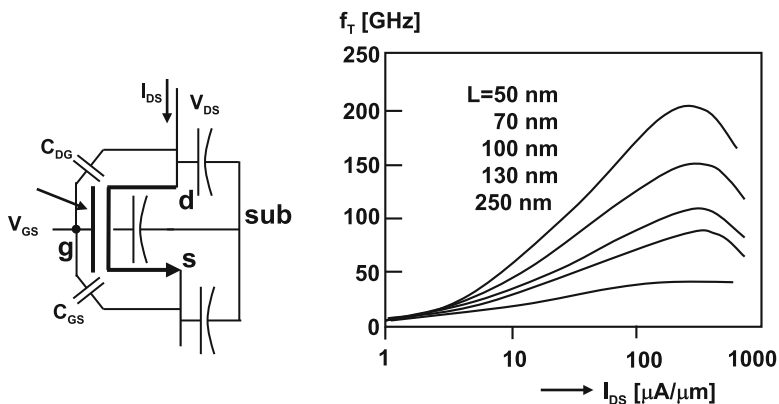 I_DS
V_DS
C_DG
d
V_GS
g
sub
s
C_GS
f_T [GHz]
250
200
150
100
50
0
L=50 nm
70 nm
100 nm
130 nm
250 nm
1
10
100
1000
I_DS [μA/μm]